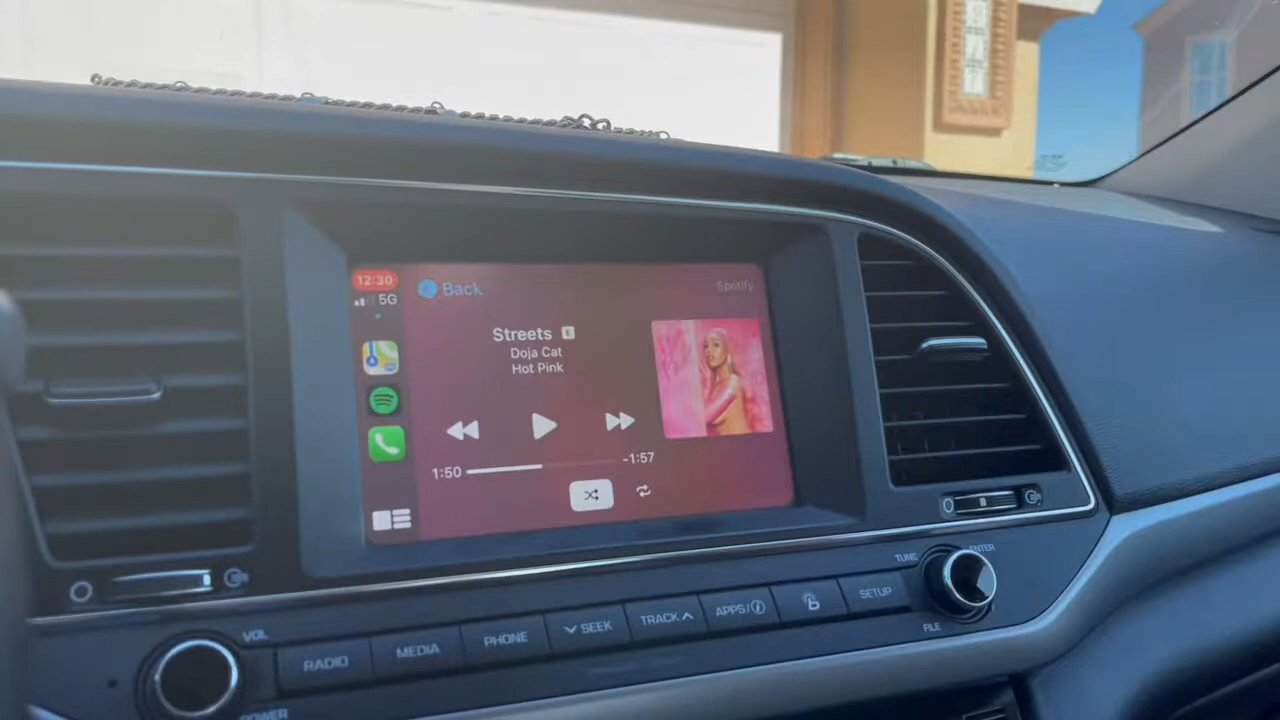 12:30
5G
Back
Spotify
Streets E
Doja Cat
Hot Pink
1:50
-1:57
VOL
POWER
RADIO
MEDIA
PHONE
SEEK
TRACK
APPS/i
SETUP
TUNE
ENTER
FILE